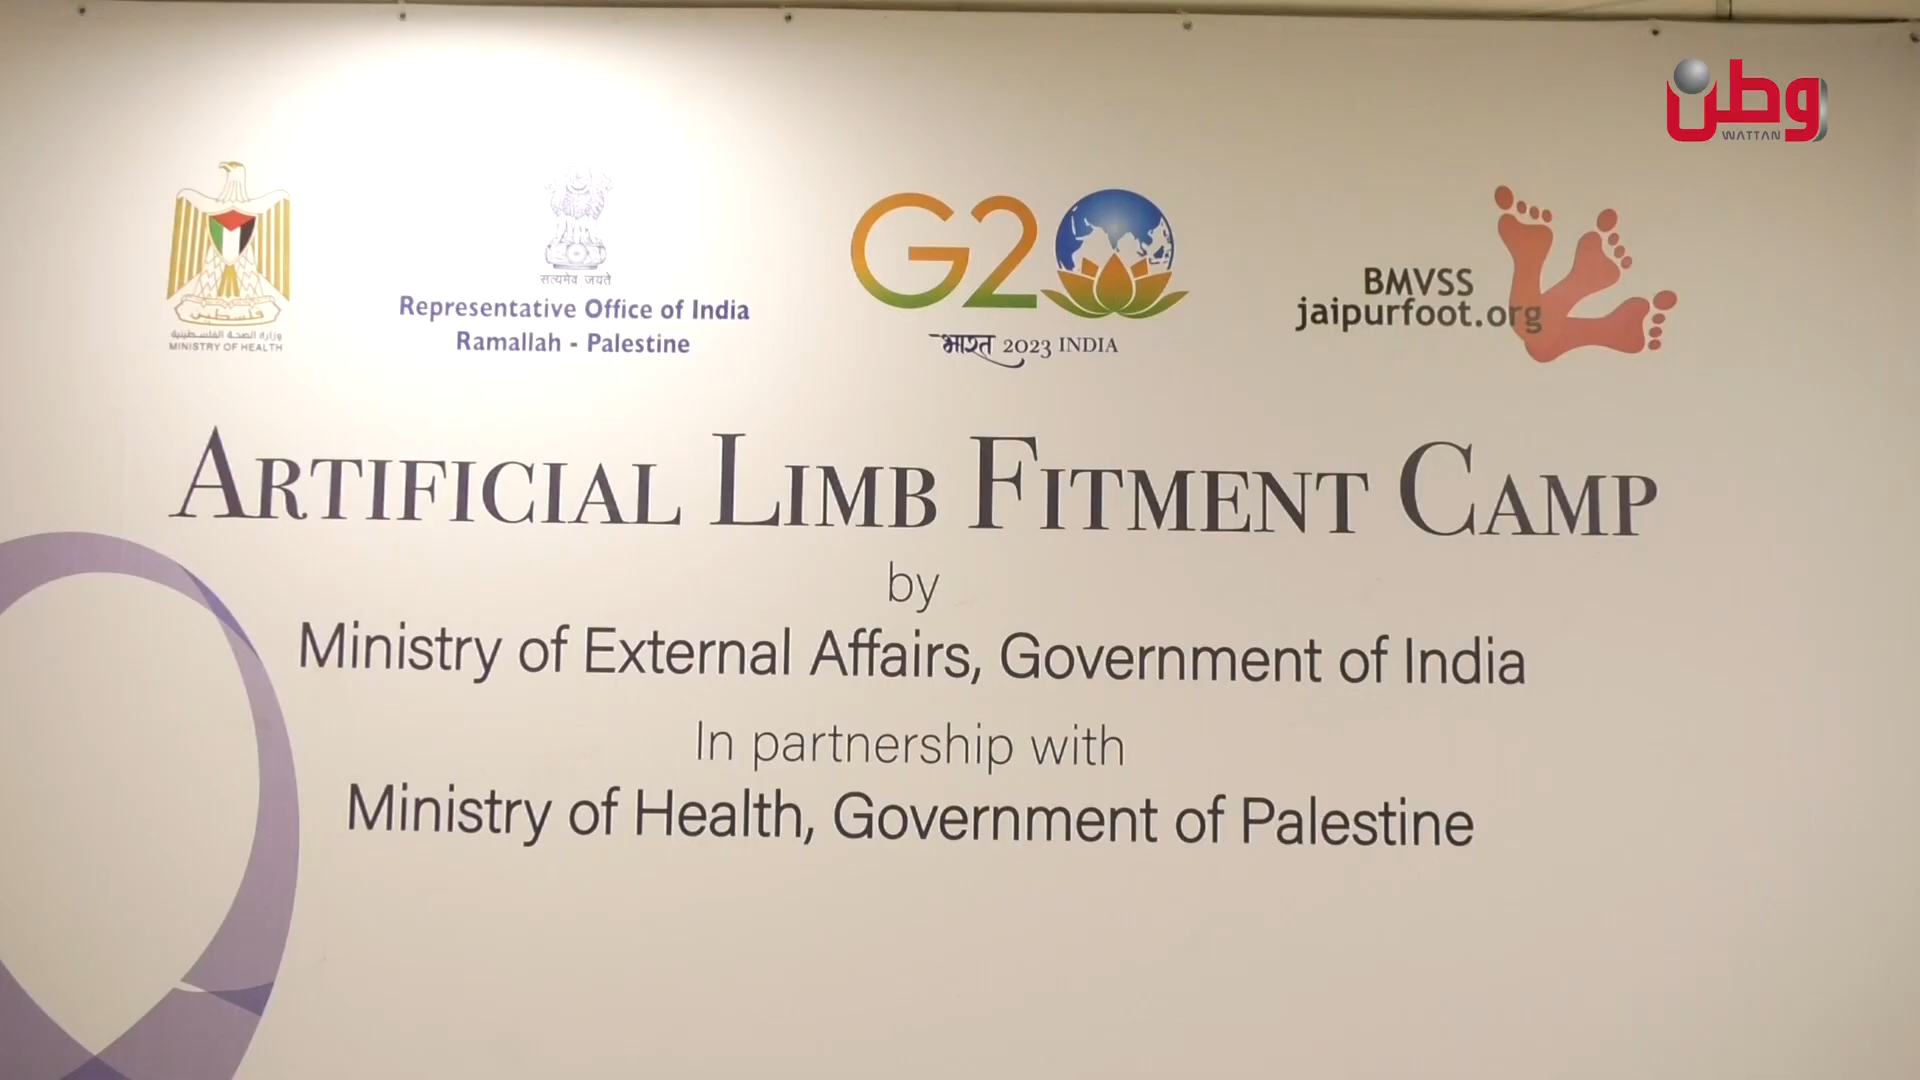 وطن
WATTAN
فلسطين
وزارة الصحة الفلسطينية
MINISTRY OF HEALTH
सत्यमेव जयते
Representative Office of India
Ramallah - Palestine
G20
भारत 2023 INDIA
BMVSS
jaipurfoot.org
ARTIFICIAL LIMB FITMENT CAMP
by
Ministry of External Affairs, Government of India
In partnership with
Ministry of Health, Government of Palestine